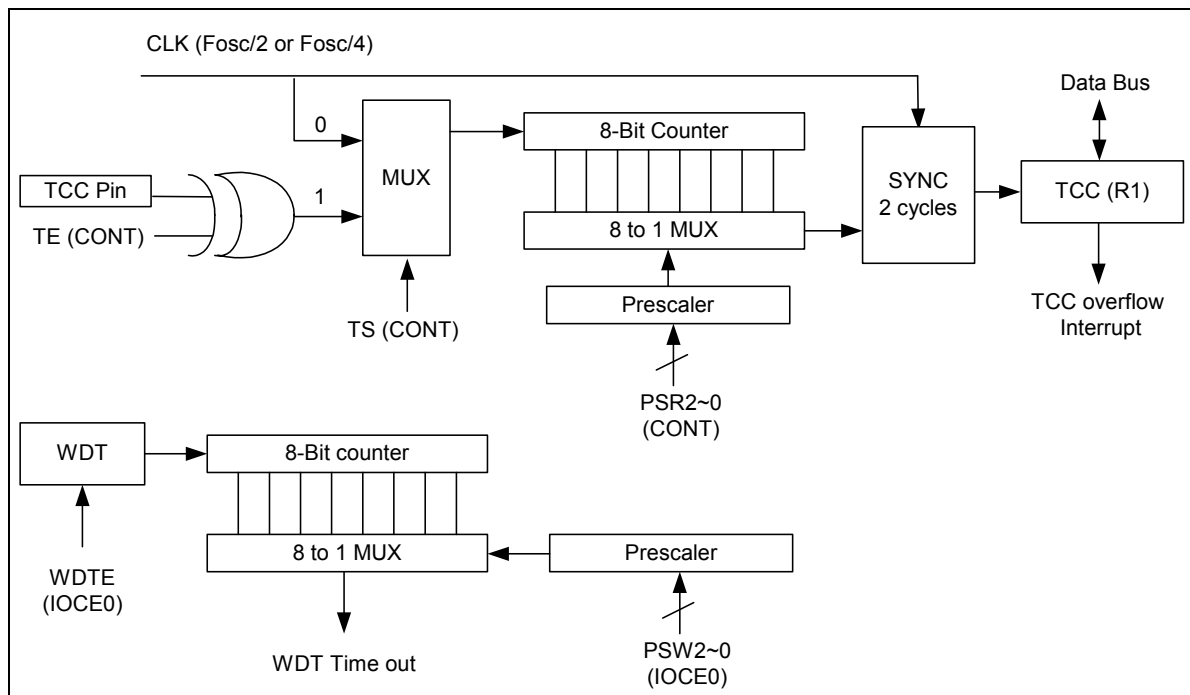 CLK (Fosc/2 or Fosc/4)
Data Bus
0
8-Bit Counter
MUX
SYNC
2 cycles
TCC (R1)
TCC Pin
1
TE (CONT)
8 to 1 MUX
Prescaler
TS (CONT)
TCC overflow
Interrupt
PSR2~0
(CONT)
WDT
8-Bit counter
8 to 1 MUX
Prescaler
WDTE
(IOCE0)
WDT Time out
PSW2~0
(IOCE0)